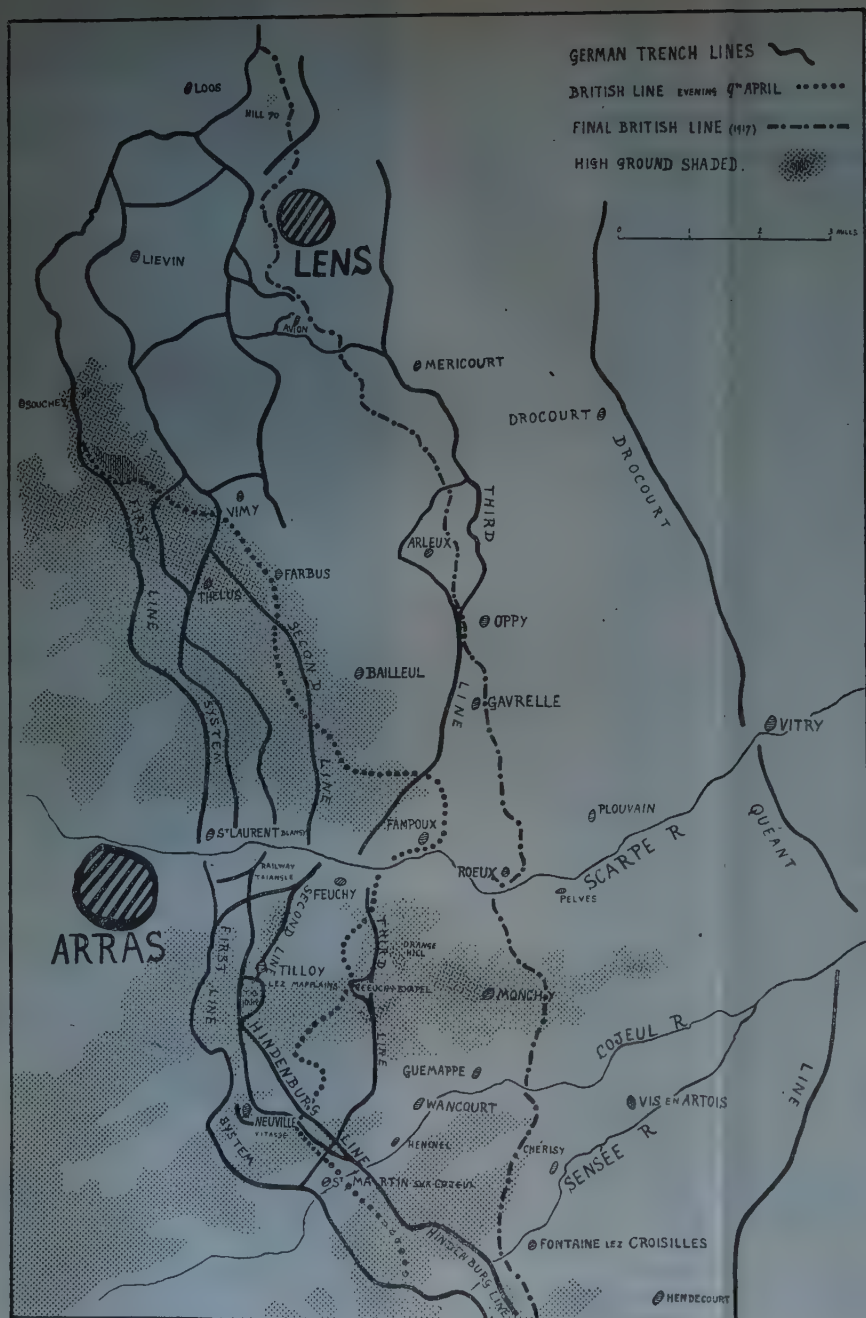 GERMAN TRENCH LINES
BRITISH LINE EVENING 9TH APRIL
FINAL BRITISH LINE (1917)
HIGH GROUND SHADED.
0 1 2 3 MILES
LOOS
HILL 70
LENS
LIEVIN
AVION
MERICOURT
SOUCHEZ
DROCOURT
DROCOURT
VIMY
THIRD
ARLEUX
FIRST
FARBUS
THELUS
OPPY
LINE
SECOND
BAILLEUL
LINE
GAVRELLE
SYSTEM
VITRY
LINE
PLOUVAIN
QUÉANT
ST LAURENT BLANGY
FAMPOUX
SCARPE R
ROEUX
RAILWAY
TRIANGLE
FEUCHY
PELVES
ARRAS
SECOND LINE
THIRD
ORANGE
HILL
FIRST
TILLOY
LEZ MAFFLAINS
FEUCHY CHAPEL
MONCHY
LINE
LINE
COJEUL R
HINDENBURG
LINE
GUEMAPPE
LINE
WANCOURT
VIS EN ARTOIS
NEUVILLE
VITASSE
HENINEL
SYSTEM
CHÉRISY
SENSÉE R
ST MARTIN SUR COJEUL
HINDENBURG LINE
FONTAINE LEZ CROISILLES
HENDECOURT